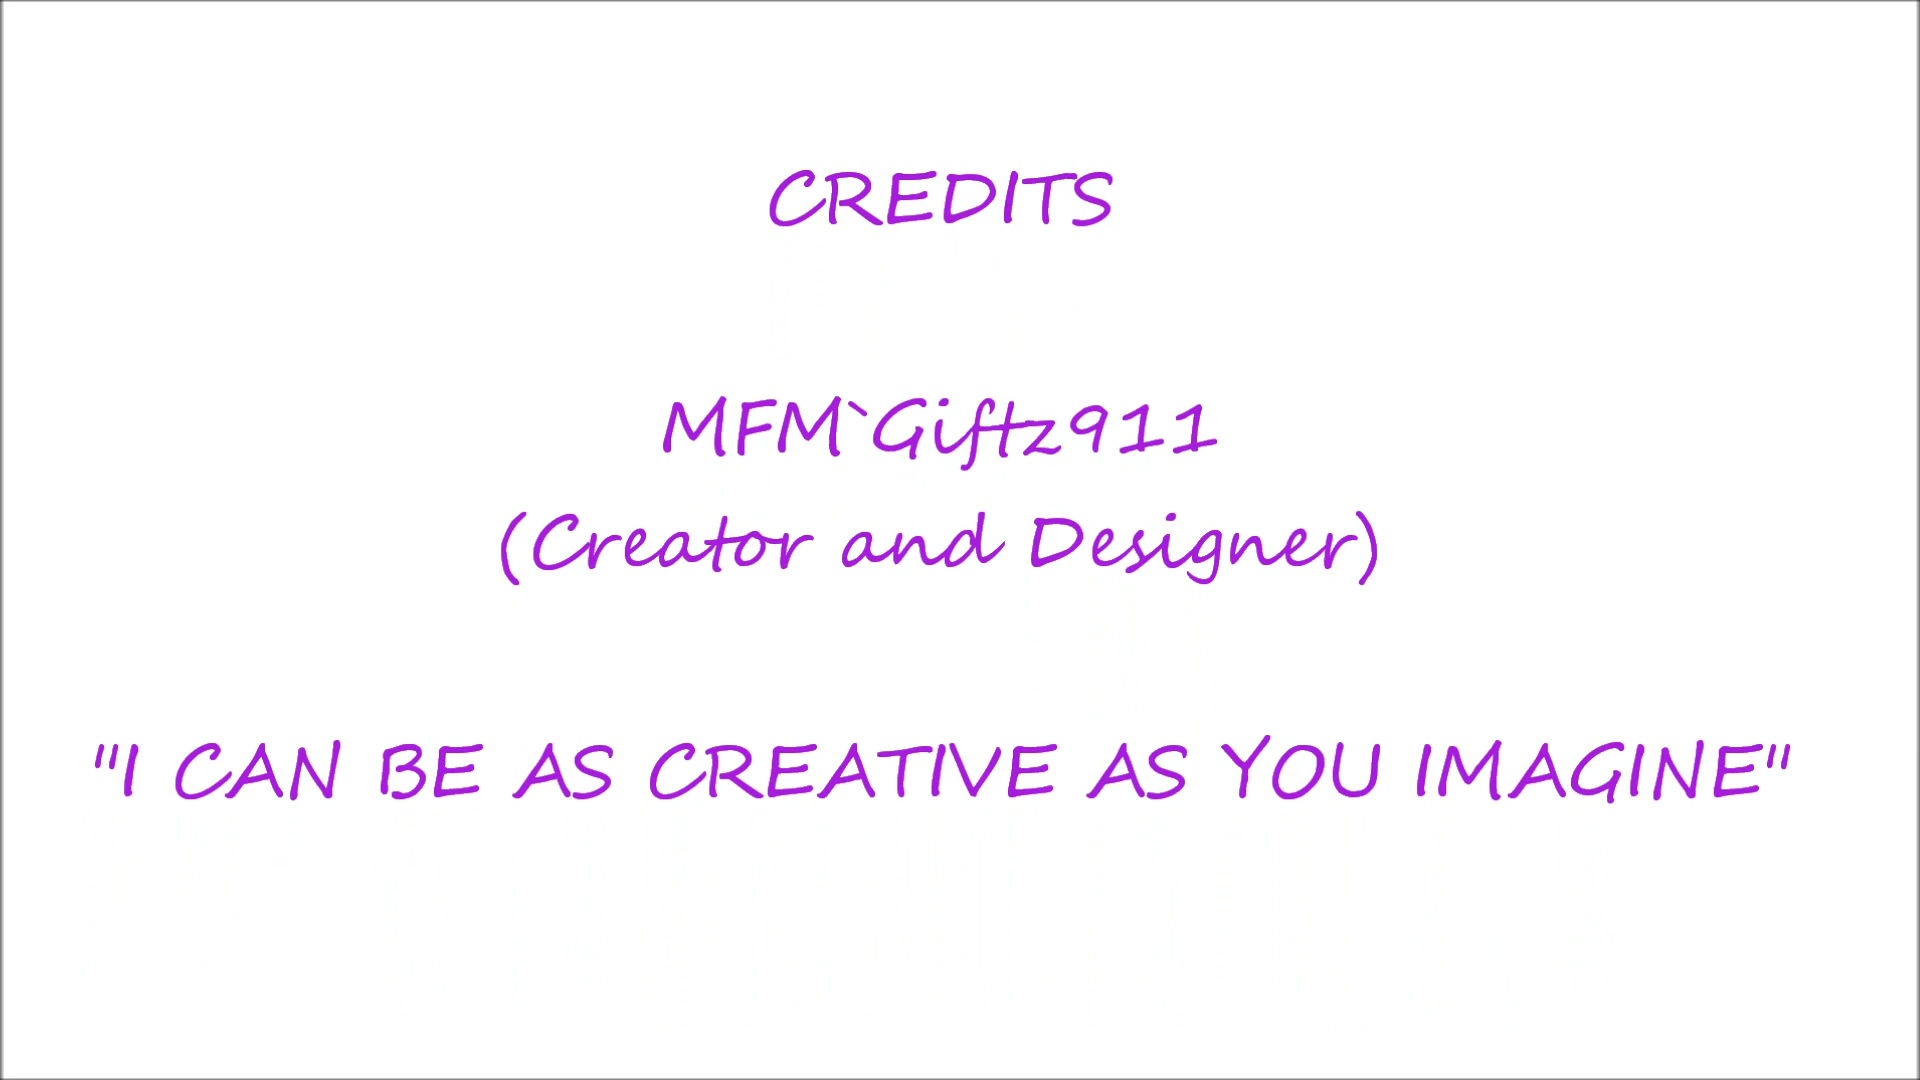 CREDITS
MFM`Giftz911
(Creator and Designer)
"I CAN BE AS CREATIVE AS YOU IMAGINE"